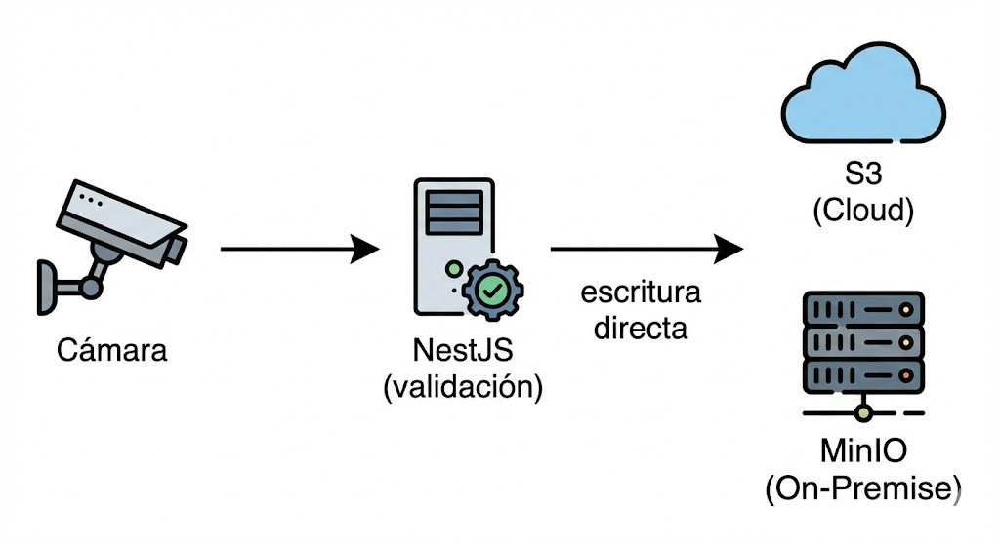 Cámara
NestJS
(validación)
escritura
directa
S3
(Cloud)
MinIO
(On-Premise)